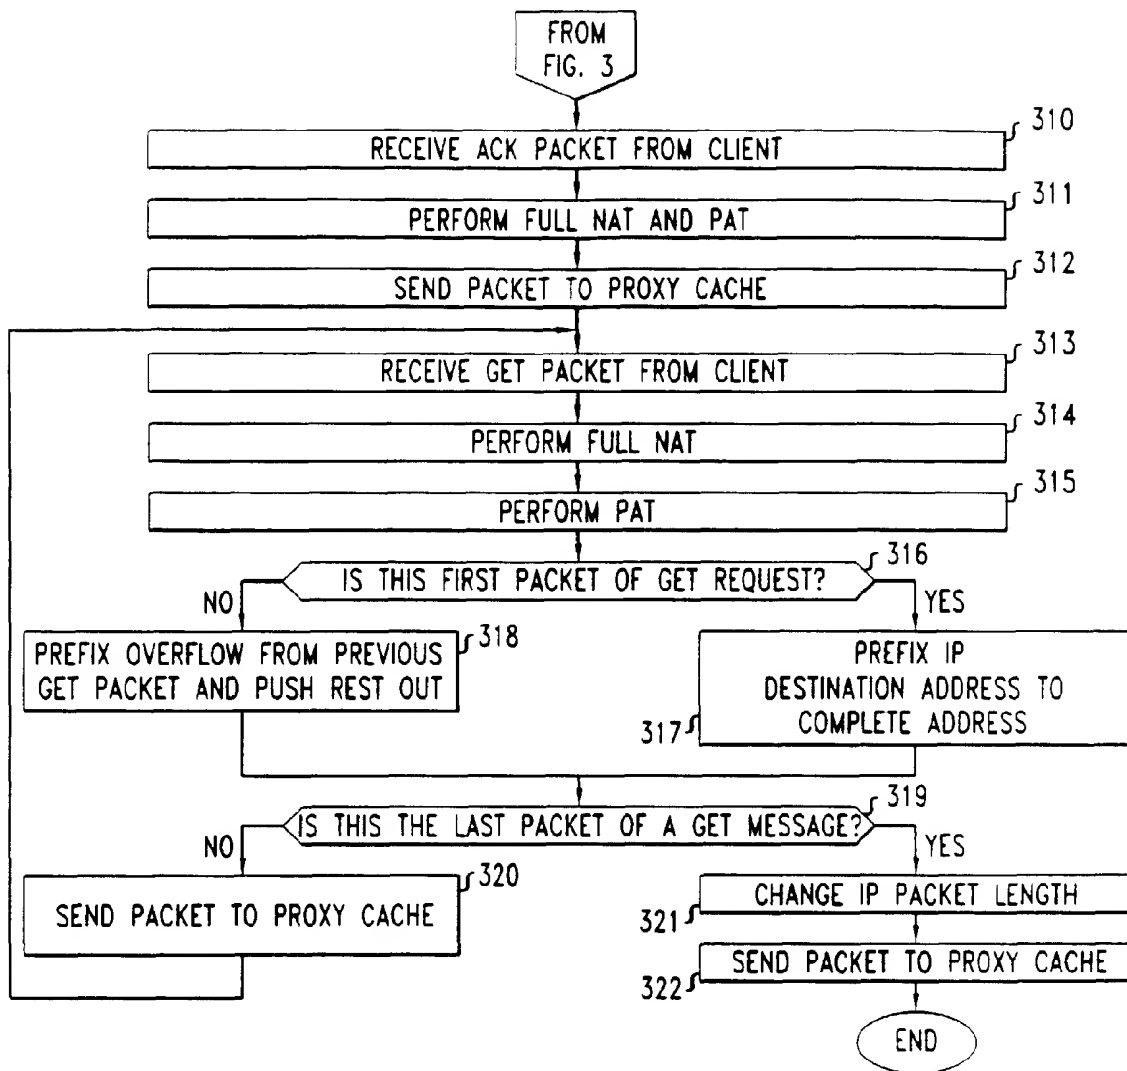 FROM
FIG. 3
310
RECEIVE ACK PACKET FROM CLIENT
311
PERFORM FULL NAT AND PAT
312
SEND PACKET TO PROXY CACHE
313
RECEIVE GET PACKET FROM CLIENT
314
PERFORM FULL NAT
315
PERFORM PAT
316
IS THIS FIRST PACKET OF GET REQUEST?
NO
YES
318
PREFIX OVERFLOW FROM PREVIOUS
GET PACKET AND PUSH REST OUT
PREFIX IP
DESTINATION ADDRESS TO
COMPLETE ADDRESS
317
319
IS THIS THE LAST PACKET OF A GET MESSAGE?
NO
YES
320
SEND PACKET TO PROXY CACHE
CHANGE IP PACKET LENGTH
321
SEND PACKET TO PROXY CACHE
322
END